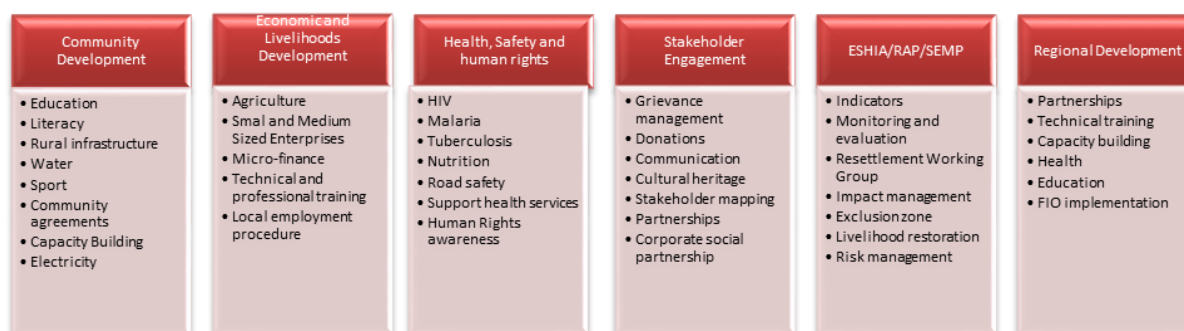 Community
Development
• Education
• Literacy
• Rural infrastructure
• Water
• Sport
• Community
agreements
• Capacity Building
• Electricity
Economic and
Livelihoods
Development
• Agriculture
• Smal and Medium
Sized Enterprises
• Micro-finance
• Technical and
professional training
• Local employment
procedure
Health, Safety and
human rights
• HIV
• Malaria
• Tuberculosis
• Nutrition
• Road safety
• Support health services
• Human Rights
awareness
Stakeholder
Engagement
• Grievance
management
• Donations
• Communication
• Cultural heritage
• Stakeholder mapping
• Partnerships
• Corporate social
partnership
ESHIA/RAP/SEMP
• Indicators
• Monitoring and
evaluation
• Resettlement Working
Group
• Impact management
• Exclusion zone
• Livelihood restoration
• Risk management
Regional Development
• Partnerships
• Technical training
• Capacity building
• Health
• Education
• FIO implementation